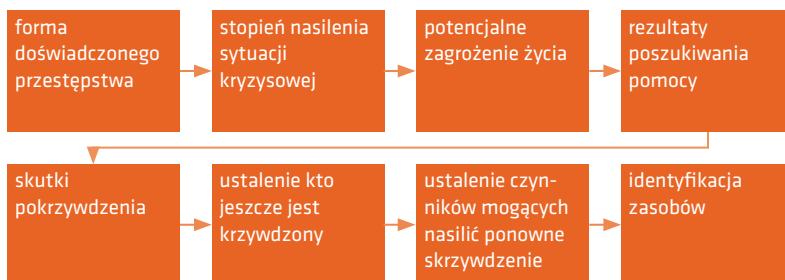 forma
doświadczonego
przestępstwa
stopień nasilenia
sytuacji
kryzysowej
potencjalne
zagrożenie życia
rezultaty
poszukiwania
pomocy
skutki
pokrzywdzenia
ustalenie kto
jeszcze jest
krzywdzony
ustalenie czyn-
ników mogących
nasilić ponowne
skrzywdzenie
identyfikacja
zasobów